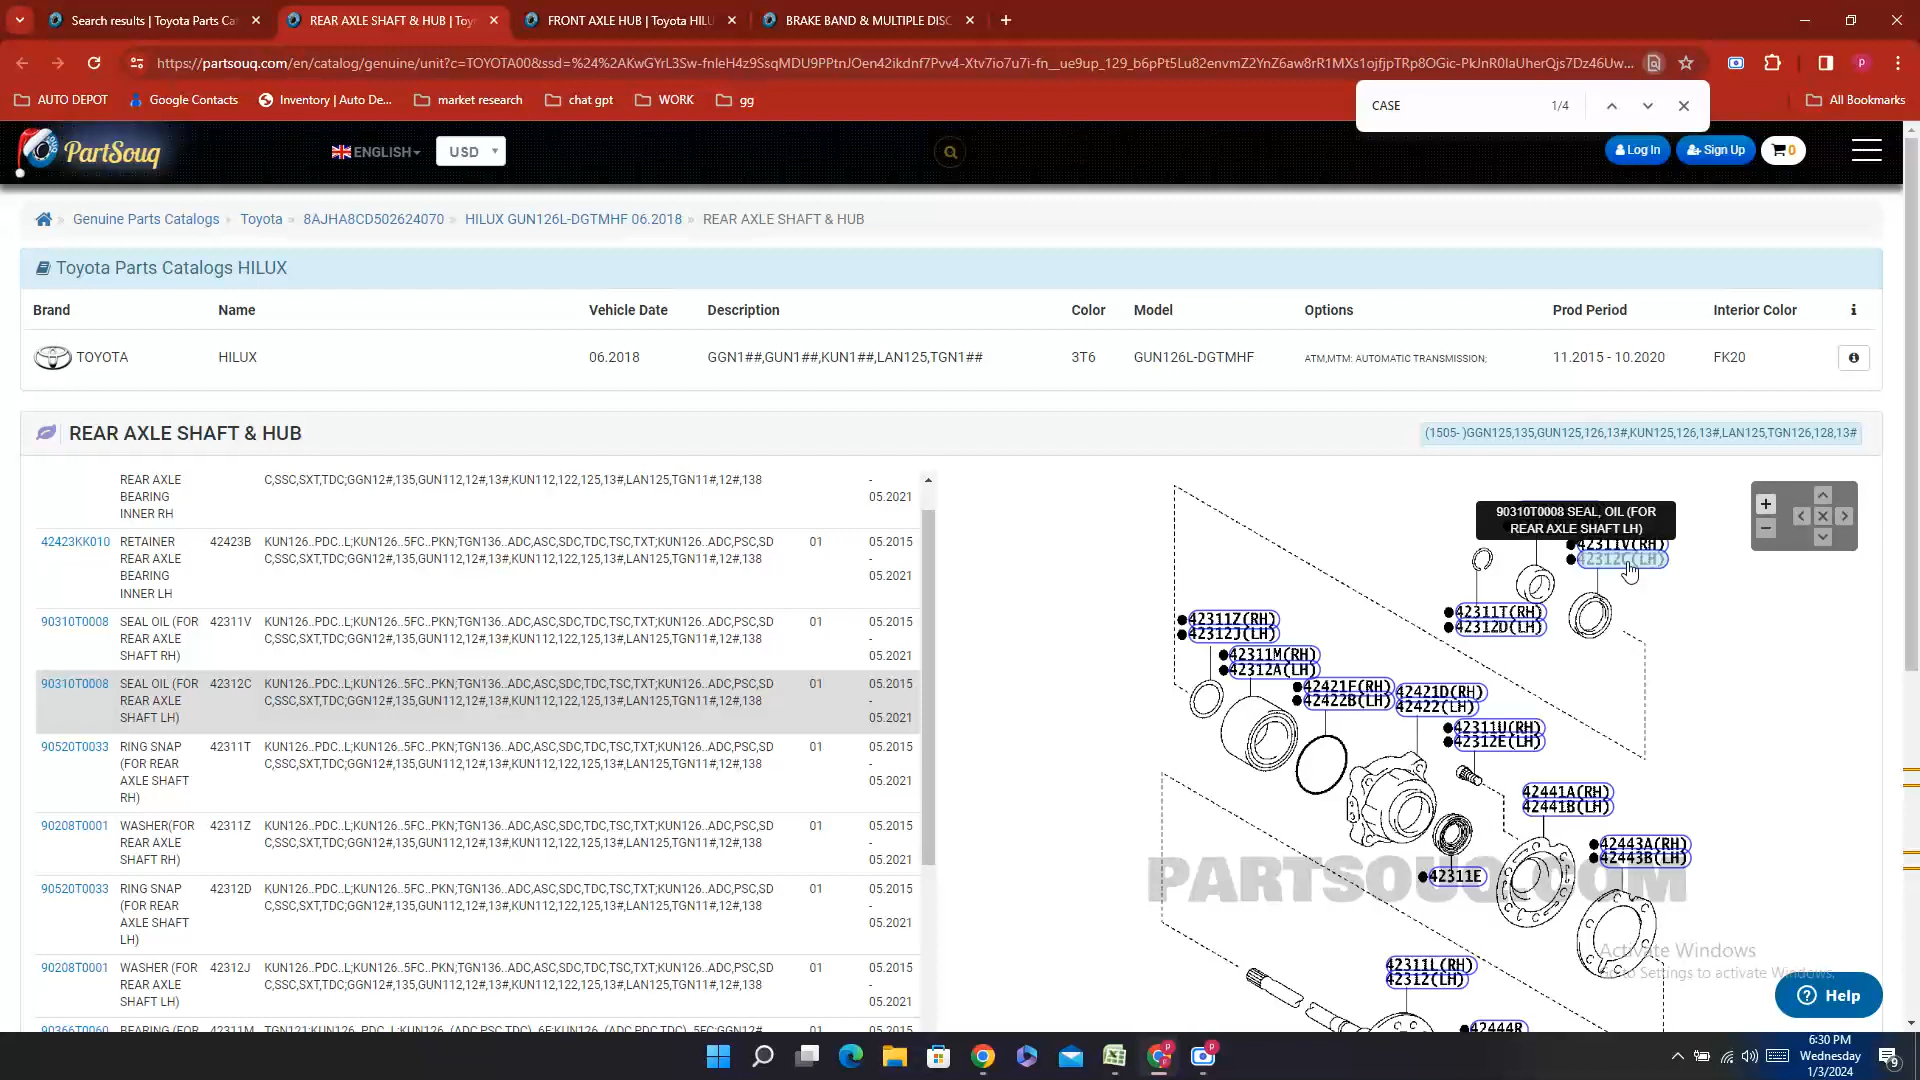 Search results | Toyota Parts Ca
REAR AXLE SHAFT & HUB | Toy
FRONT AXLE HUB | Toyota HILU
BRAKE BAND & MULTIPLE DISC
https://partsouq.com/en/catalog/genuine/unit?c=TOYOTA00&ssd=
AUTO DEPOT
Google Contacts
Inventory | Auto De...
market research
chat gpt
WORK
gg
All Bookmarks
CASE
1/4
PartSouq
ENGLISH
USD
Log In
Sign Up
0
Genuine Parts Catalogs » Toyota » 8AJHA8CD502624070 » HILUX GUN126L-DGTMHF 06.2018 » REAR AXLE SHAFT & HUB
Toyota Parts Catalogs HILUX
Brand Name Vehicle Date Description Color Model Options Prod Period Interior Color
TOYOTA HILUX 06.2018 GGN1##,GUN1##,KUN1##,LAN125,TGN1## 3T6 GUN126L-DGTMHF ATM,MTM: AUTOMATIC TRANSMISSION; 11.2015 - 10.2020 FK20
REAR AXLE SHAFT & HUB
(1505- )GGN125,135,GUN125,126,13#,KUN125,126,13#,LAN125,TGN126,128,13#
REAR AXLE C,SSC,SXT,TDC;GGN12#,135,GUN112,12#,13#,KUN112,122,125,13#,LAN125,TGN11#,12#,138 -
BEARING 05.2021
INNER RH
42423KK010 RETAINER 42423B KUN126..PDC..L;KUN126..5FC..PKN;TGN136..ADC,ASC,SDC,TDC,TSC,TXT;KUN126..ADC,PSC,SD 01 05.2015
REAR AXLE C,SSC,SXT,TDC;GGN12#,135,GUN112,12#,13#,KUN112,122,125,13#,LAN125,TGN11#,12#,138 -
BEARING 05.2021
INNER LH
90310T0008 SEAL OIL (FOR 42311V KUN126..PDC..L;KUN126..5FC..PKN;TGN136..ADC,ASC,SDC,TDC,TSC,TXT;KUN126..ADC,PSC,SD 01 05.2015
REAR AXLE C,SSC,SXT,TDC;GGN12#,135,GUN112,12#,13#,KUN112,122,125,13#,LAN125,TGN11#,12#,138 -
SHAFT RH) 05.2021
90310T0008 SEAL OIL (FOR 42312C KUN126..PDC..L;KUN126..5FC..PKN;TGN136..ADC,ASC,SDC,TDC,TSC,TXT;KUN126..ADC,PSC,SD 01 05.2015
REAR AXLE C,SSC,SXT,TDC;GGN12#,135,GUN112,12#,13#,KUN112,122,125,13#,LAN125,TGN11#,12#,138 -
SHAFT LH) 05.2021
90520T0033 RING SNAP 42311T KUN126..PDC..L;KUN126..5FC..PKN;TGN136..ADC,ASC,SDC,TDC,TSC,TXT;KUN126..ADC,PSC,SD 01 05.2015
(FOR REAR C,SSC,SXT,TDC;GGN12#,135,GUN112,12#,13#,KUN112,122,125,13#,LAN125,TGN11#,12#,138 -
AXLE SHAFT 05.2021
RH)
90208T0001 WASHER(FOR 42311Z KUN126..PDC..L;KUN126..5FC..PKN;TGN136..ADC,ASC,SDC,TDC,TSC,TXT;KUN126..ADC,PSC,SD 01 05.2015
REAR AXLE C,SSC,SXT,TDC;GGN12#,135,GUN112,12#,13#,KUN112,122,125,13#,LAN125,TGN11#,12#,138 -
SHAFT RH) 05.2021
90520T0033 RING SNAP 42312D KUN126..PDC..L;KUN126..5FC..PKN;TGN136..ADC,ASC,SDC,TDC,TSC,TXT;KUN126..ADC,PSC,SD 01 05.2015
(FOR REAR C,SSC,SXT,TDC;GGN12#,135,GUN112,12#,13#,KUN112,122,125,13#,LAN125,TGN11#,12#,138 -
AXLE SHAFT 05.2021
LH)
90208T0001 WASHER (FOR 42312J KUN126..PDC..L;KUN126..5FC..PKN;TGN136..ADC,ASC,SDC,TDC,TSC,TXT;KUN126..ADC,PSC,SD 01 05.2015
REAR AXLE C,SSC,SXT,TDC;GGN12#,135,GUN112,12#,13#,KUN112,122,125,13#,LAN125,TGN11#,12#,138 -
SHAFT LH) 05.2021
90366T0060 BEARING (FOR 42311M 01 05.2015
90310T0008 SEAL, OIL (FOR
REAR AXLE SHAFT LH)
42311V(RH)
42312C(LH)
42311T(RH)
42312D(LH)
42311Z(RH)
42312J(LH)
42311M(RH)
42312A(LH)
42421F(RH)
42422B(LH)
42421D(RH)
42422(LH)
42311U(RH)
42312E(LH)
42441A(RH)
42441B(LH)
42443A(RH)
42443B(LH)
42311E
PARTSOUQ.COM
42311L(RH)
42312(LH)
42444R
Activate Windows
Go to Settings to activate Windows.
Help
6:30 PM
Wednesday
1/3/2024
9